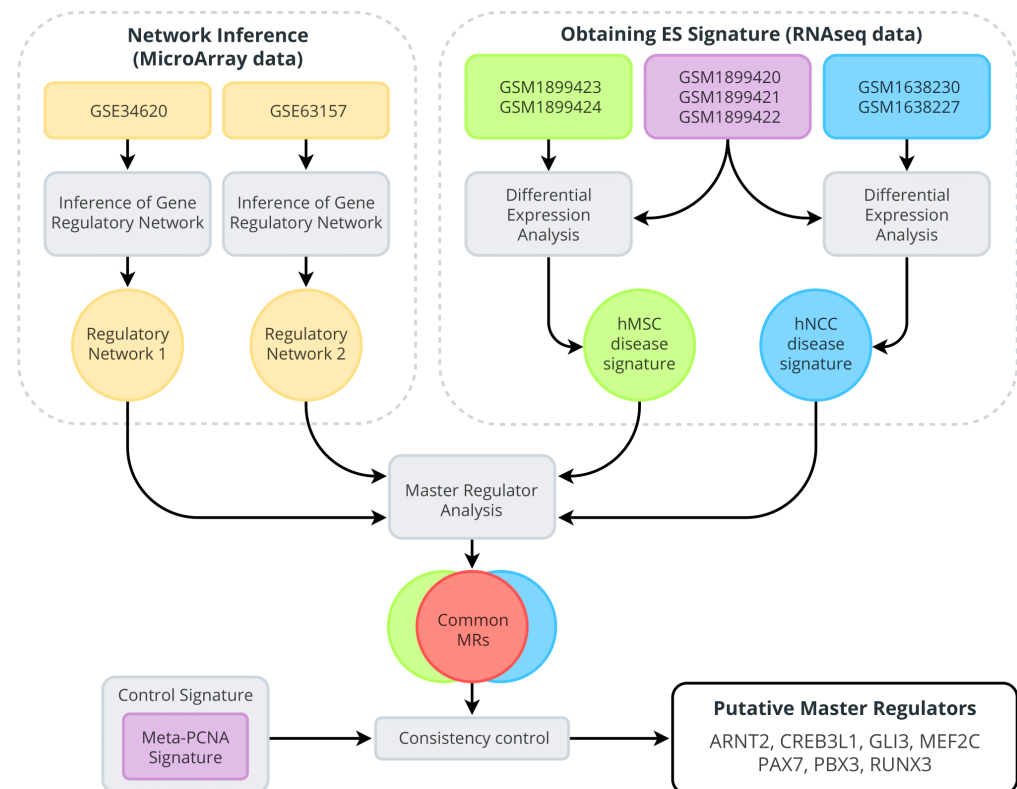 Network Inference
(MicroArray data)
GSE34620
GSE63157
Inference of Gene
Regulatory Network
Inference of Gene
Regulatory Network
Regulatory
Network 1
Regulatory
Network 2
Obtaining ES Signature (RNAseq data)
GSM1899423
GSM1899424
GSM1899420
GSM1899421
GSM1899422
GSM1638230
GSM1638227
Differential
Expression
Analysis
Differential
Expression
Analysis
hMSC
disease
signature
hNCC
disease
signature
Master Regulator
Analysis
Common
MRs
Control Signature
Meta-PCNA
Signature
Consistency control
Putative Master Regulators
ARNT2, CREB3L1, GLI3, MEF2C
PAX7, PBX3, RUNX3